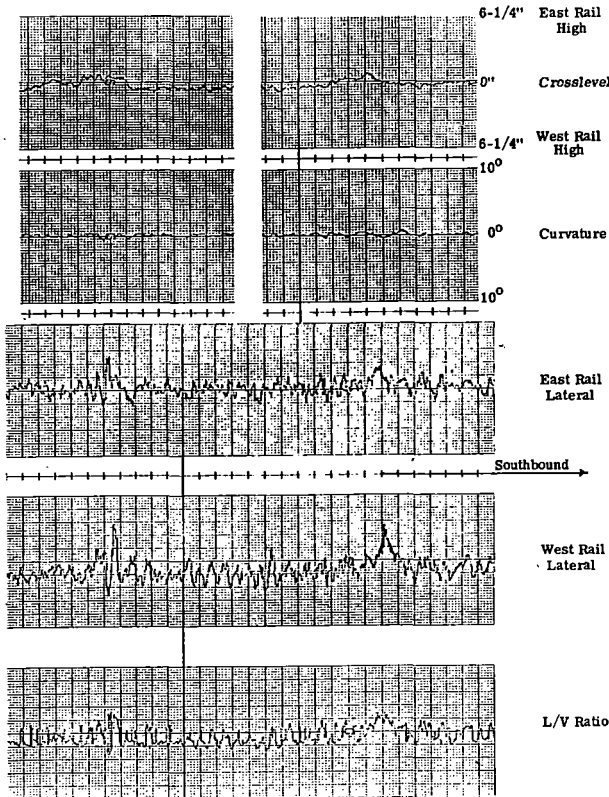 6-1/4" East Rail
High
0" Crosslevel
6-1/4" West Rail
High
10°
0° Curvature
10°
East Rail
Lateral
Southbound
West Rail
Lateral
L/V Ratio